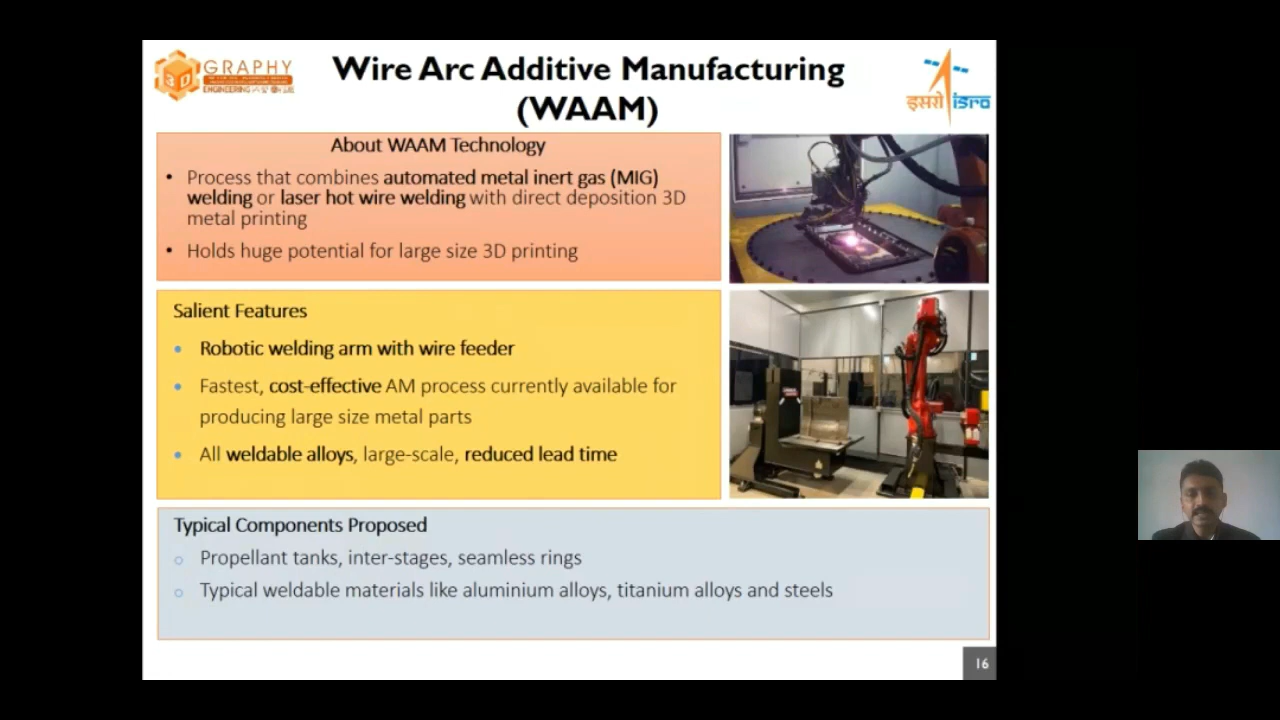 3D GRAPHY
ENGINEERING
Wire Arc Additive Manufacturing
(WAAM)
इसरो isro
About WAAM Technology
• Process that combines automated metal inert gas (MIG)
welding or laser hot wire welding with direct deposition 3D
metal printing
• Holds huge potential for large size 3D printing
Salient Features
• Robotic welding arm with wire feeder
• Fastest, cost-effective AM process currently available for
producing large size metal parts
• All weldable alloys, large-scale, reduced lead time
Typical Components Proposed
o Propellant tanks, inter-stages, seamless rings
o Typical weldable materials like aluminium alloys, titanium alloys and steels
16